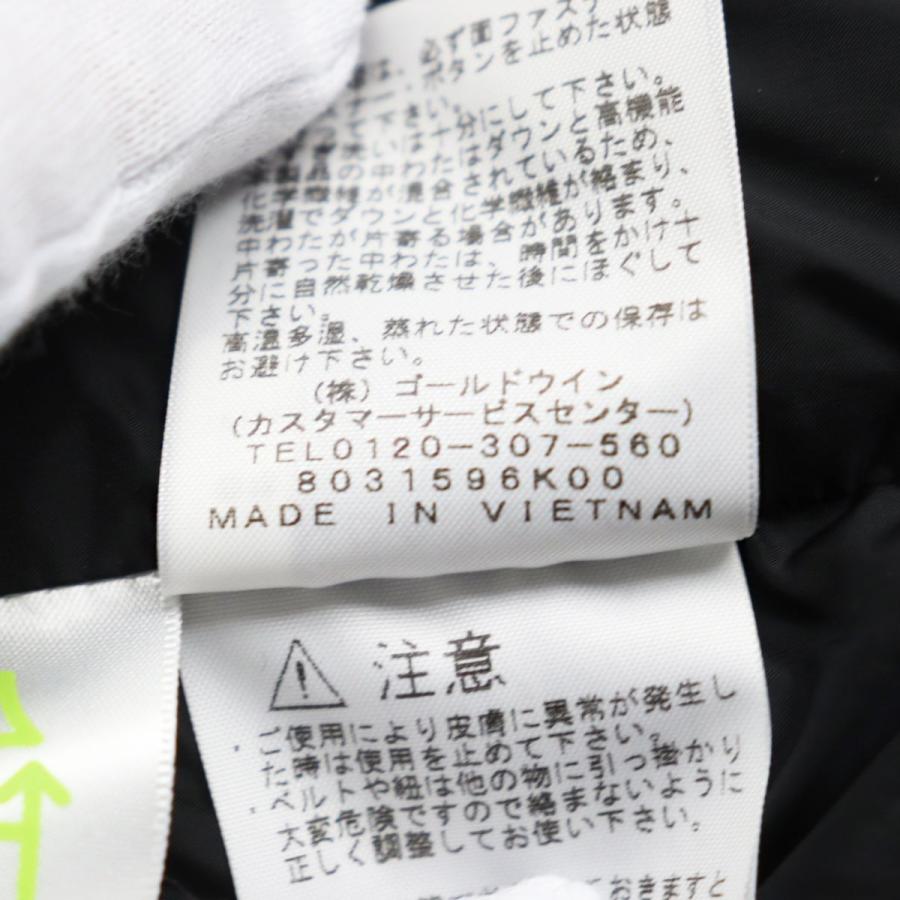 は、必ず面ファス
ボタンを止めた状態
下さい。
いは十分にして下さい。
の中わたはダウンと高機能
が混合されているため、
洗濯でダウンと化学繊維が絡まり、
中わたが片寄る場合があります。
片寄った中わたは、時間をかけ十
分に自然乾燥させた後にほぐして
下さい。
高温多湿、蒸れた状態での保存は
お避け下さい。
(株)ゴールドウイン
(カスタマーサービスセンター)
TEL0120-307-560
8031596K00
MADE IN VIETNAM
注意
・ご使用により皮膚に異常が発生し
た時は使用を止めて下さい。
・ベルトや紐は他の物に引っ掛かり
大変危険ですので絡まないように
正しく調整してお使い下さい。
おきますと